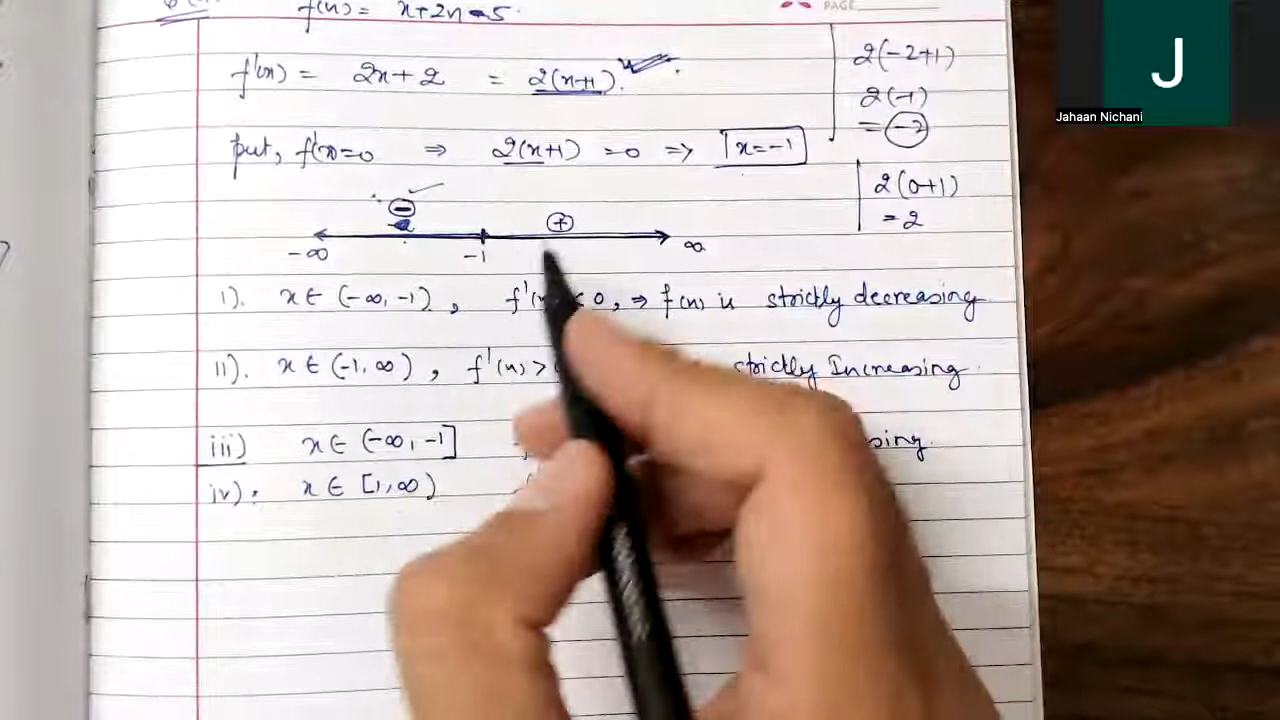 f(x) = x+2x-5.
PAGE
f'(x) = 2x+2 = 2(x+1).
2(-2+1)
2(-1)
= -2
J
Jahaan Nichani
put, f'(x)=0 ⇒ 2(x+1) =0 ⇒ x=-1
2(0+1)
= 2
- +
-∞ -1 ∞
i). x ∈ (-∞, -1), < 0, ⇒ f(x) is strictly decreasing
ii). x ∈ (-1, ∞), f'(x) > strictly Increasing
iii) x ∈ (-∞, -1]
iv). x ∈ [1, ∞)